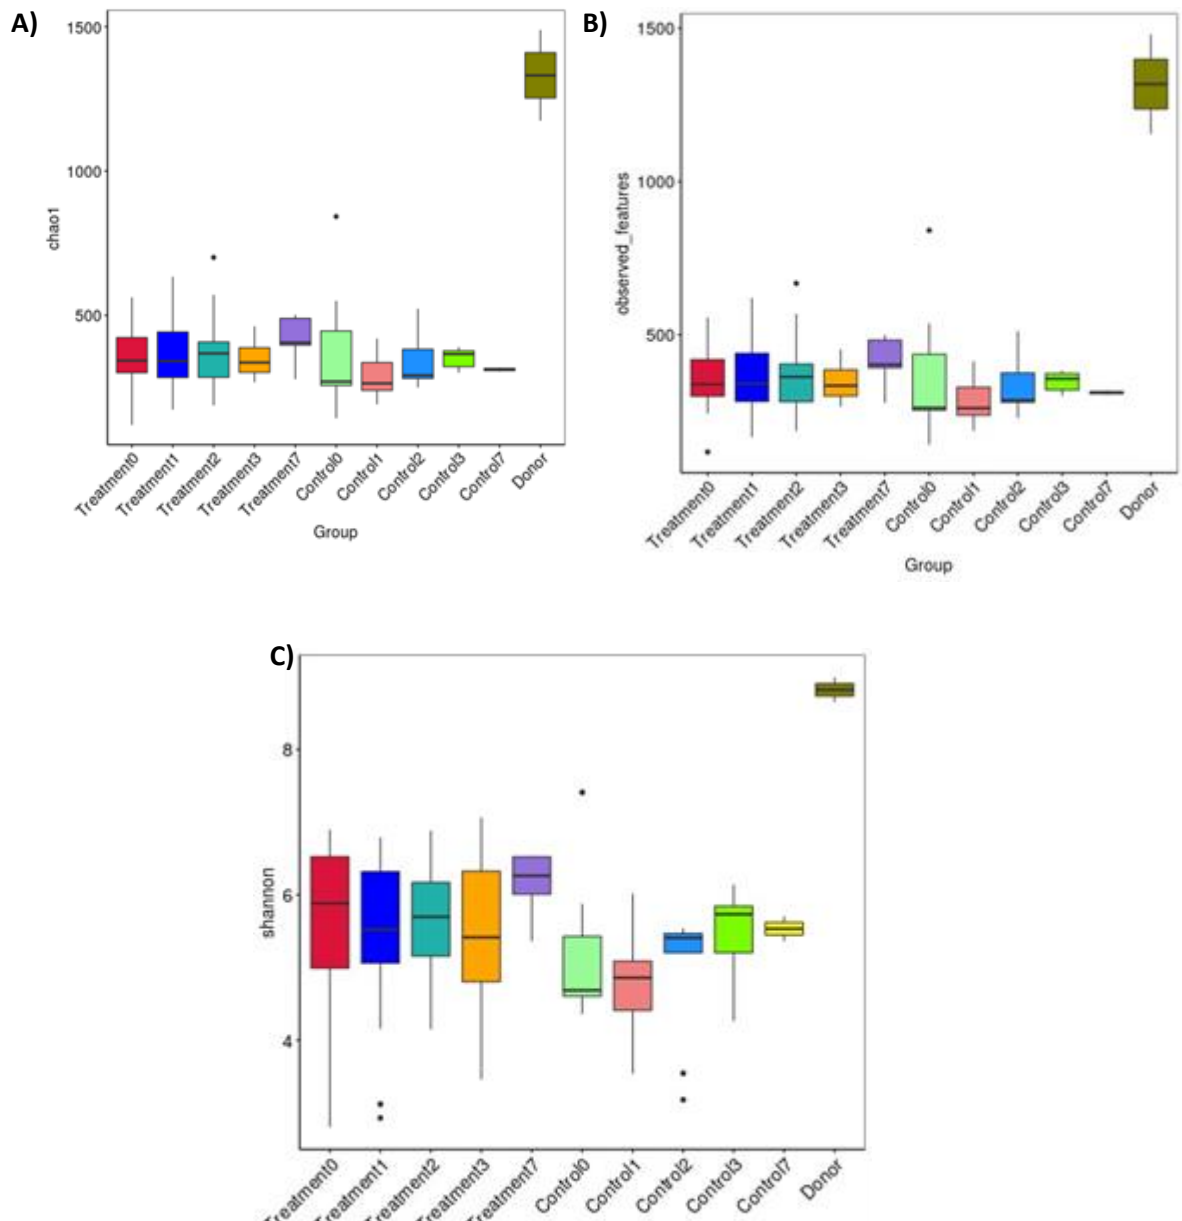 A)
1500
1000
500
chao1
Treatment0
Treatment1
Treatment2
Treatment3
Treatment7
Control0
Control1
Control2
Control3
Control7
Donor
Group
B)
1500
1000
500
observed_features
Treatment0
Treatment1
Treatment2
Treatment3
Treatment7
Control0
Control1
Control2
Control3
Control7
Donor
Group
C)
8
6
4
shannon
Treatment0
Treatment1
Treatment2
Treatment3
Treatment7
Control0
Control1
Control2
Control3
Control7
Donor